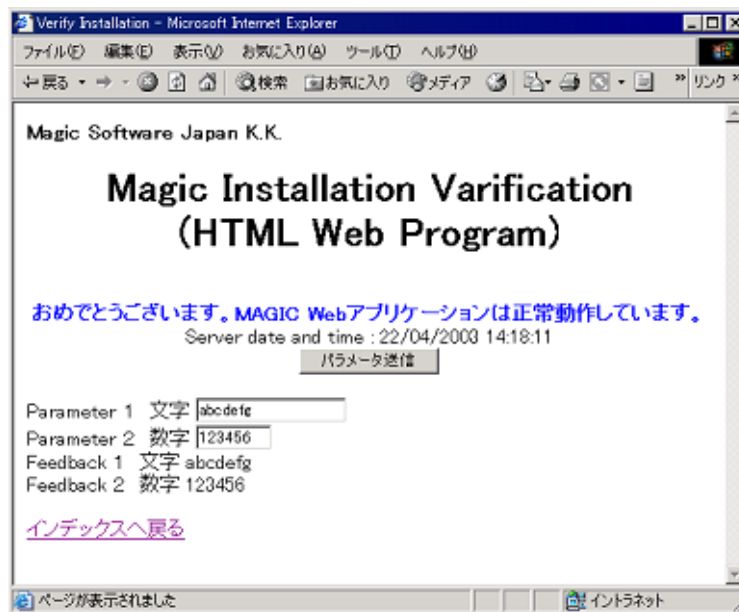 Verify Installation - Microsoft Internet Explorer
ファイル(F) 編集(E) 表示(V) お気に入り(A) ツール(T) ヘルプ(H)
戻る 検索 お気に入り メディア » リンク »
Magic Software Japan K.K.
Magic Installation Varification
(HTML Web Program)
おめでとうございます。MAGIC Webアプリケーションは正常動作しています。
Server date and time : 22/04/2003 14:18:11
パラメータ送信
Parameter 1 文字 abcdefg
Parameter 2 数字 123456
Feedback 1 文字 abcdefg
Feedback 2 数字 123456
インデックスへ戻る
ページが表示されました イントラネット